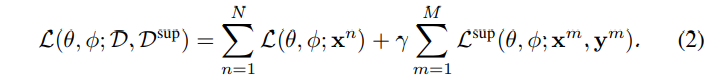 ℒ(θ, ϕ; 𝒟, 𝒟^sup) = ∑_{n=1}^{N} ℒ(θ, ϕ; x^n) + γ ∑_{m=1}^{M} ℒ^sup(θ, ϕ; x^m, y^m). (2)